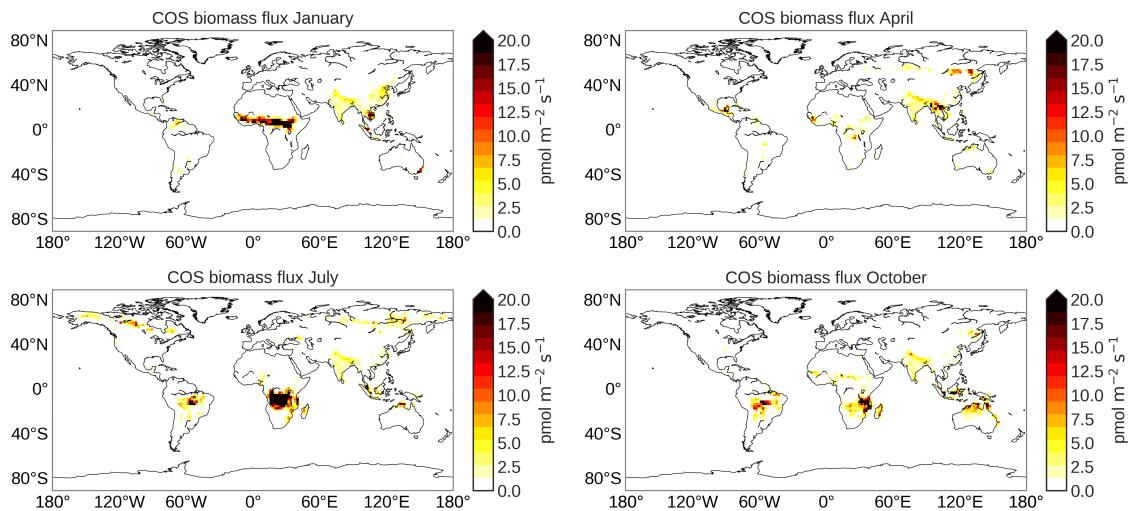 COS biomass flux January
80°N
40°N
0°
40°S
80°S
180° 120°W 60°W 0° 60°E 120°E 180°
20.0
17.5
15.0
12.5
10.0
7.5
5.0
2.5
0.0
pmol m⁻² s⁻¹
COS biomass flux April
80°N
40°N
0°
40°S
80°S
180° 120°W 60°W 0° 60°E 120°E 180°
20.0
17.5
15.0
12.5
10.0
7.5
5.0
2.5
0.0
pmol m⁻² s⁻¹
COS biomass flux July
80°N
40°N
0°
40°S
80°S
180° 120°W 60°W 0° 60°E 120°E 180°
20.0
17.5
15.0
12.5
10.0
7.5
5.0
2.5
0.0
pmol m⁻² s⁻¹
COS biomass flux October
80°N
40°N
0°
40°S
80°S
180° 120°W 60°W 0° 60°E 120°E 180°
20.0
17.5
15.0
12.5
10.0
7.5
5.0
2.5
0.0
pmol m⁻² s⁻¹